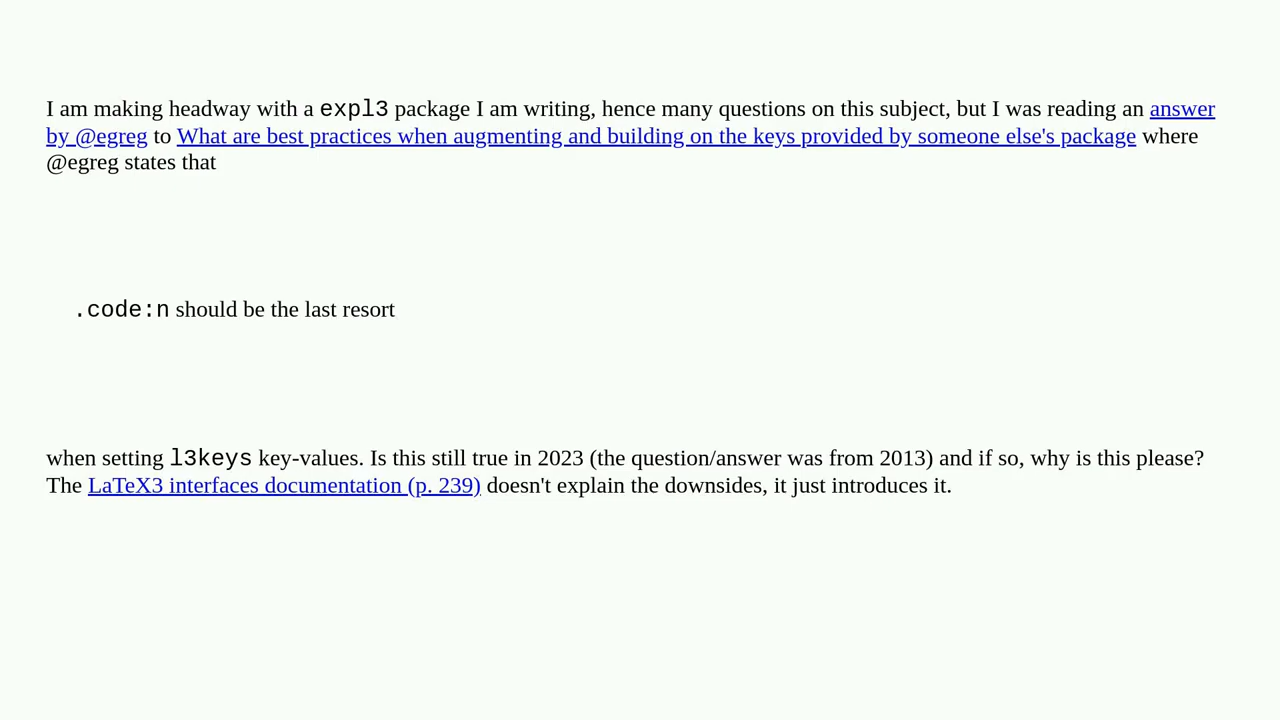 I am making headway with a expl3 package I am writing, hence many questions on this subject, but I was reading an answer
by @egreg to What are best practices when augmenting and building on the keys provided by someone else's package where
@egreg states that
.code:n should be the last resort
when setting l3keys key-values. Is this still true in 2023 (the question/answer was from 2013) and if so, why is this please?
The LaTeX3 interfaces documentation (p. 239) doesn't explain the downsides, it just introduces it.